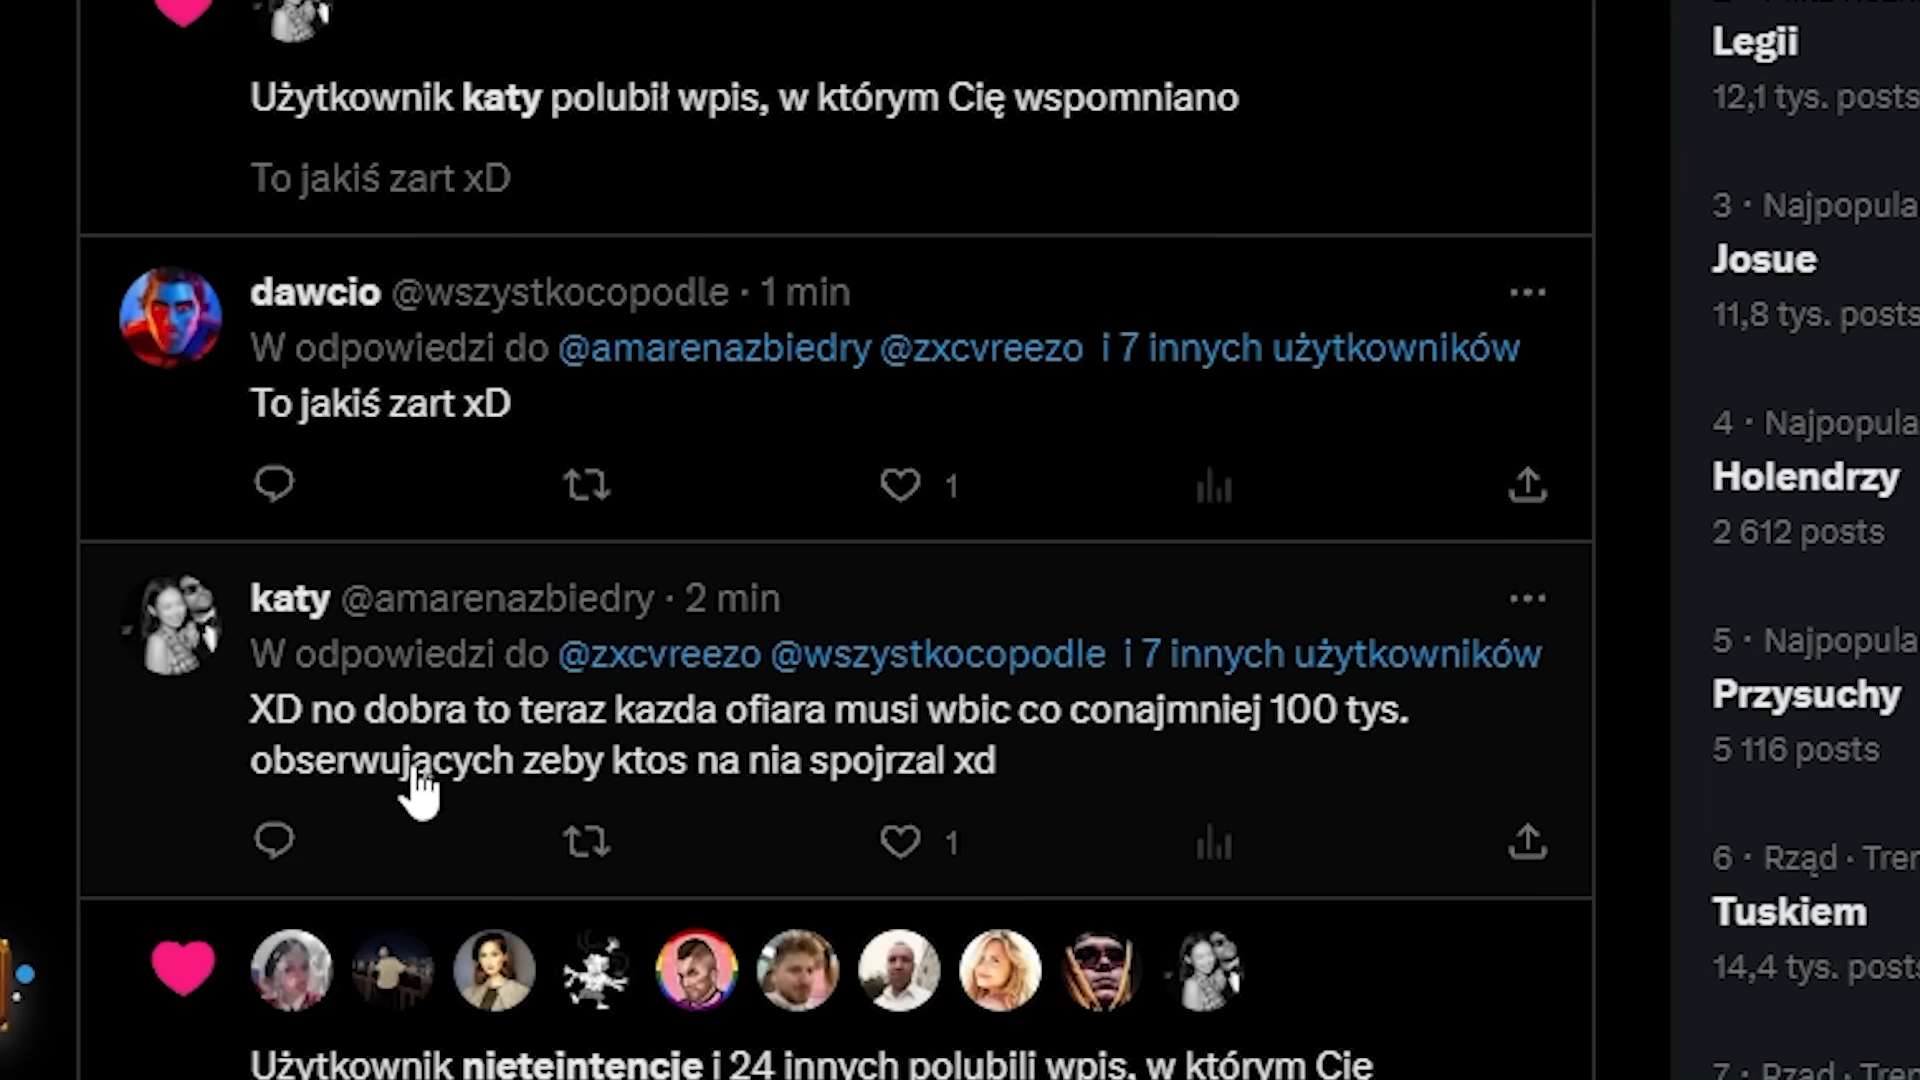 Użytkownik katy polubił wpis, w którym Cię wspomniano
To jakiś zart xD
dawcio @wszystkocopodle · 1 min
W odpowiedzi do @amarenazbiedry @zxcvreezo i 7 innych użytkowników
To jakiś zart xD
1
katy @amarenazbiedry · 2 min
W odpowiedzi do @zxcvreezo @wszystkocopodle i 7 innych użytkowników
XD no dobra to teraz kazda ofiara musi wbic co conajmniej 100 tys.
obserwujących zeby ktos na nia spojrzal xd
1
Użytkownik nieteintencje i 24 innych polubili wpis, w którym Cię
Legii
12,1 tys. posts
3 · Najpopula
Josue
11,8 tys. posts
4 · Najpopula
Holendrzy
2 612 posts
5 · Najpopula
Przysuchy
5 116 posts
6 · Rząd · Tren
Tuskiem
14,4 tys. posts
7 · Rząd · Tren